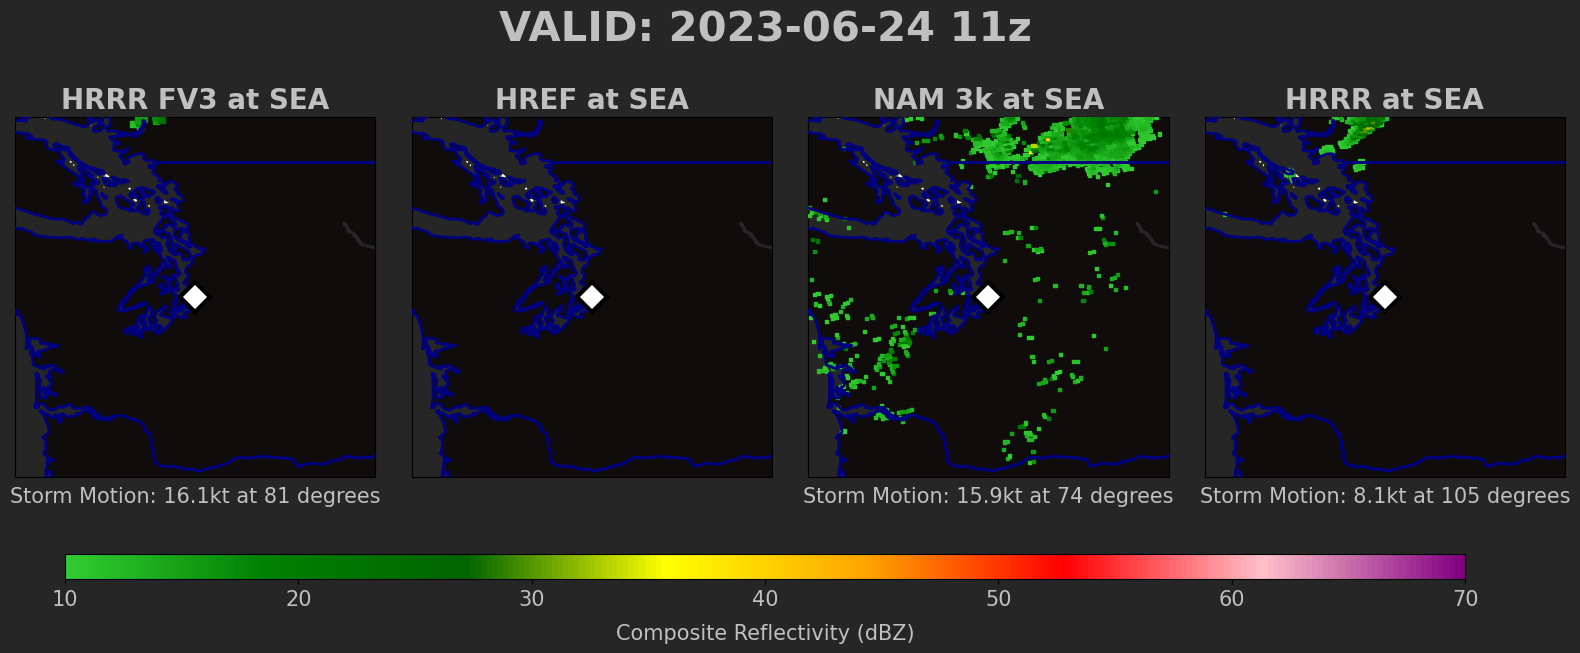 VALID: 2023-06-24 11z
HRRR FV3 at SEA
HREF at SEA
NAM 3k at SEA
HRRR at SEA
Storm Motion: 16.1kt at 81 degrees
Storm Motion: 15.9kt at 74 degrees
Storm Motion: 8.1kt at 105 degrees
10 20 30 40 50 60 70
Composite Reflectivity (dBZ)